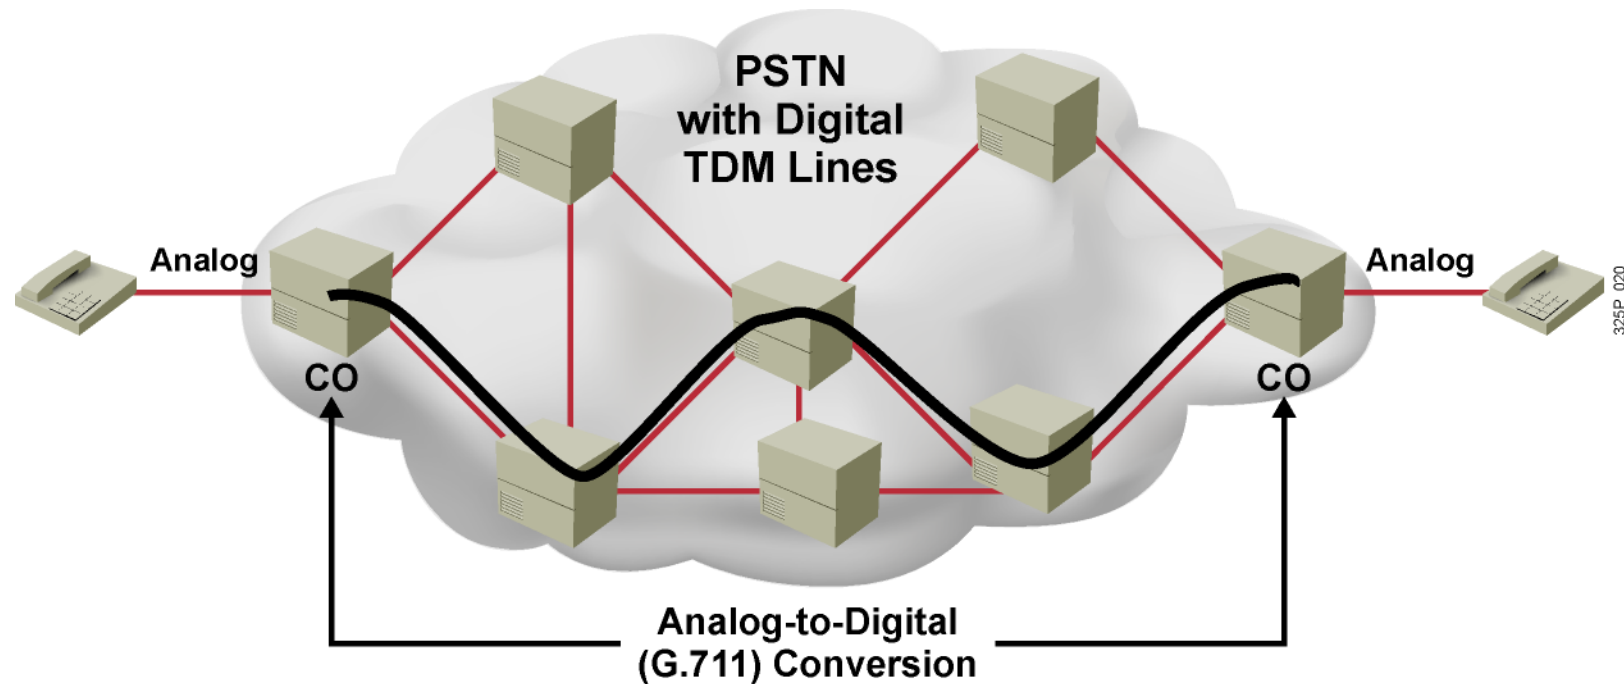 PSTN
with Digital
TDM Lines
Analog
Analog
CO
CO
Analog-to-Digital
(G.711) Conversion
325P_020